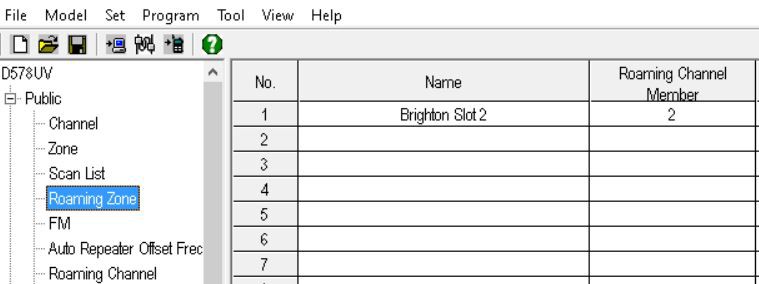 File Model Set Program Tool View Help
D578UV
Public
Channel
Zone
Scan List
Roaming Zone
FM
Auto Repeater Offset Frec
Roaming Channel
No. Name Roaming Channel
Member
1 Brighton Slot 2 2
2
3
4
5
6
7